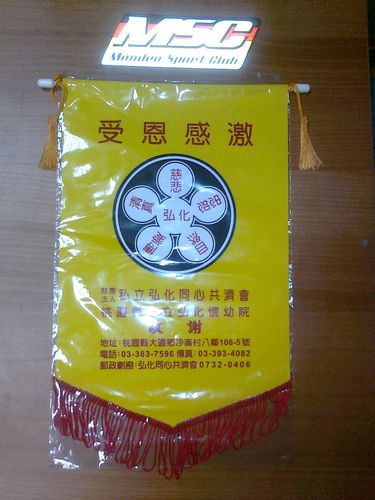 MSC
Mondeo Sport Club
受恩感激
慈悲
清真
弘化
財團法人 私立弘化同心共濟會
桃園縣私立弘化懷幼院
敬 謝
地址:桃園縣大園鄉沙崙村八鄰106-5號
電話:03-383-7596 傳真:03-393-4082
郵政劃撥:弘化同心共濟會0732-0406